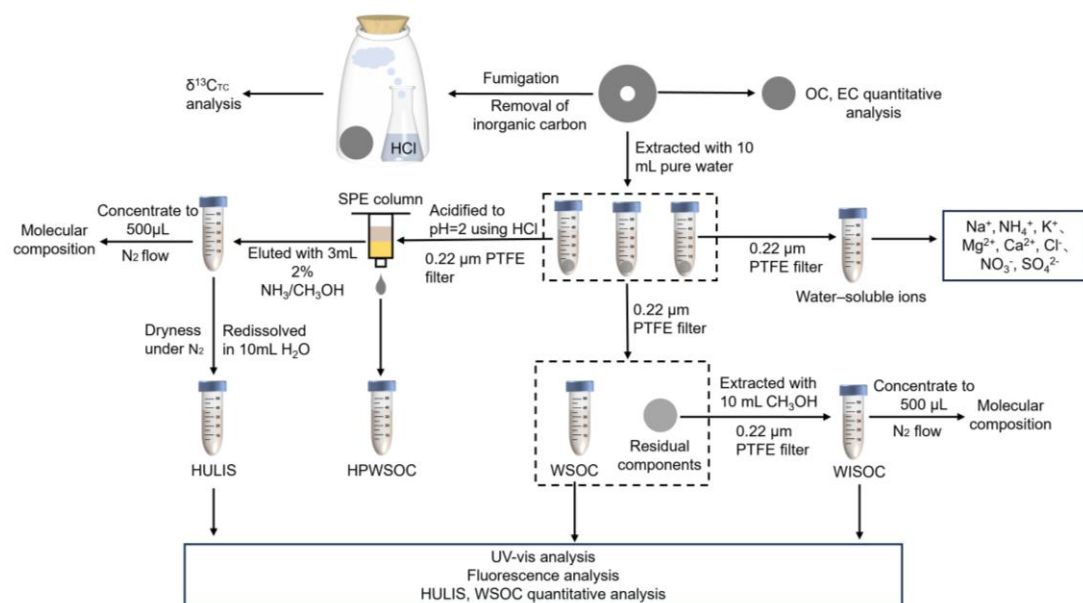 δ¹³CTC
analysis
HCl
Fumigation
Removal of
inorganic carbon
OC, EC quantitative
analysis
Extracted with 10
mL pure water
Molecular
composition
Concentrate to
500μL
N₂ flow
SPE column
Eluted with 3mL
2%
NH₃/CH₃OH
Acidified to
pH=2 using HCl
0.22 μm PTFE
filter
0.22 μm
PTFE filter
Water–soluble ions
Na⁺, NH₄⁺, K⁺、
Mg²⁺, Ca²⁺, Cl⁻、
NO₃⁻, SO₄²⁻
0.22 μm
PTFE filter
Dryness
under N₂
Redissolved
in 10mL H₂O
HULIS
HPWSOC
WSOC
Residual
components
Extracted with
10 mL CH₃OH
0.22 μm
PTFE filter
WISOC
Concentrate to
500 μL
N₂ flow
Molecular
composition
UV-vis analysis
Fluorescence analysis
HULIS, WSOC quantitative analysis